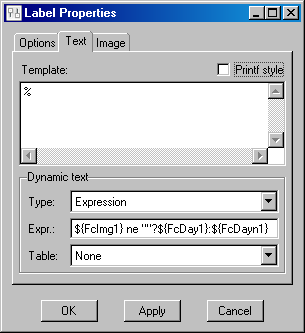 Label Properties
Options Text Image
Template: Printf style
%
Dynamic text
Type: Expression
Expr.: ${FcImg1} ne ""?${FcDay1}:${FcDayn1}
Table: None
OK Apply Cancel